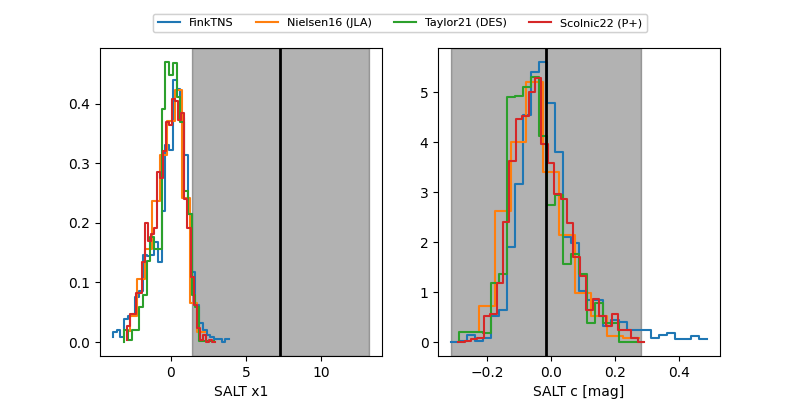 FinkTNS Nielsen16 (JLA) Taylor21 (DES) Scolnic22 (P+)
0.4
0.3
0.2
0.1
0.0
0 5 10
SALT x1
5
4
3
2
1
0
−0.2 0.0 0.2 0.4
SALT c [mag]